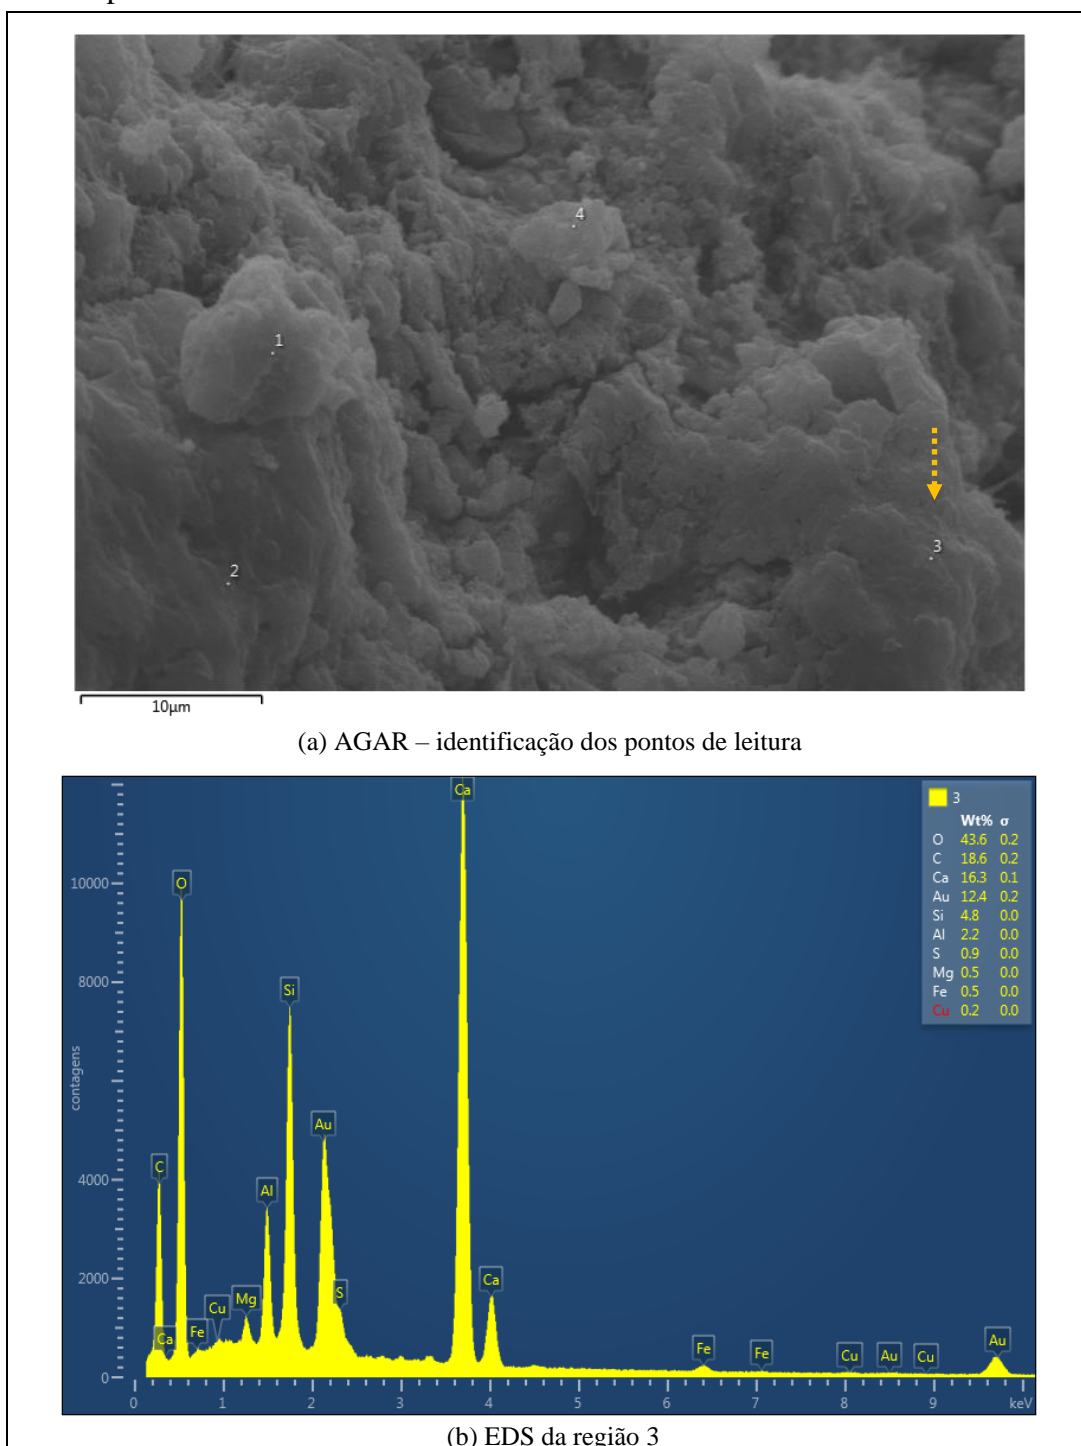 4
1
2
3
10µm
(a) AGAR – identificação dos pontos de leitura
3
Wt% σ
O 43.6 0.2
C 18.6 0.2
Ca 16.3 0.1
Au 12.4 0.2
Si 4.8 0.0
Al 2.2 0.0
S 0.9 0.0
Mg 0.5 0.0
Fe 0.5 0.0
Cu 0.2 0.0
contagens
10000
8000
4000
2000
0
Ca
O
Si
Au
C
Al
S
Ca
Mg
Cu
Fe
Ca
Fe
Fe
Cu
Au
Cu
Au
0 1 2 3 4 5 6 7 8 9 keV
(b) EDS da região 3